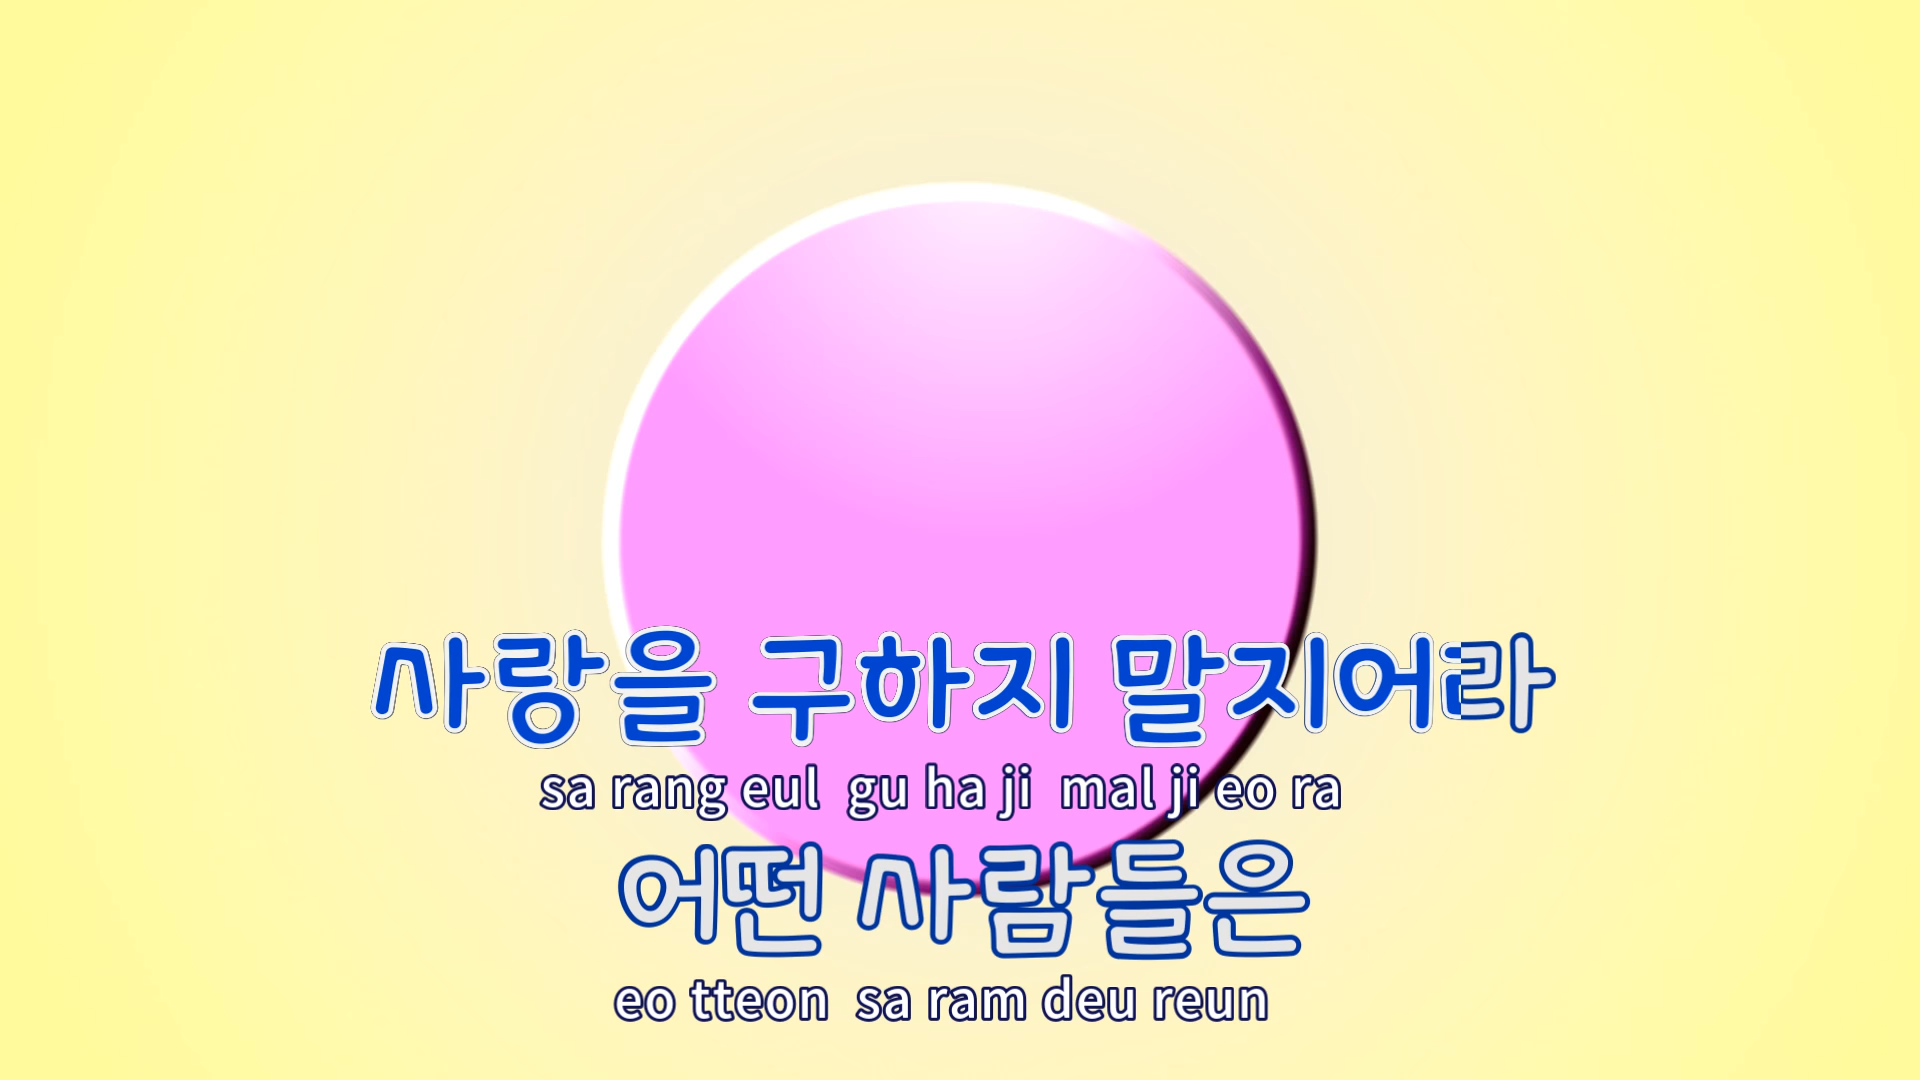 사랑을 구하지 말지어라
sa rang eul gu ha ji mal ji eo ra
어떤 사람들은
eo tteon sa ram deu reun